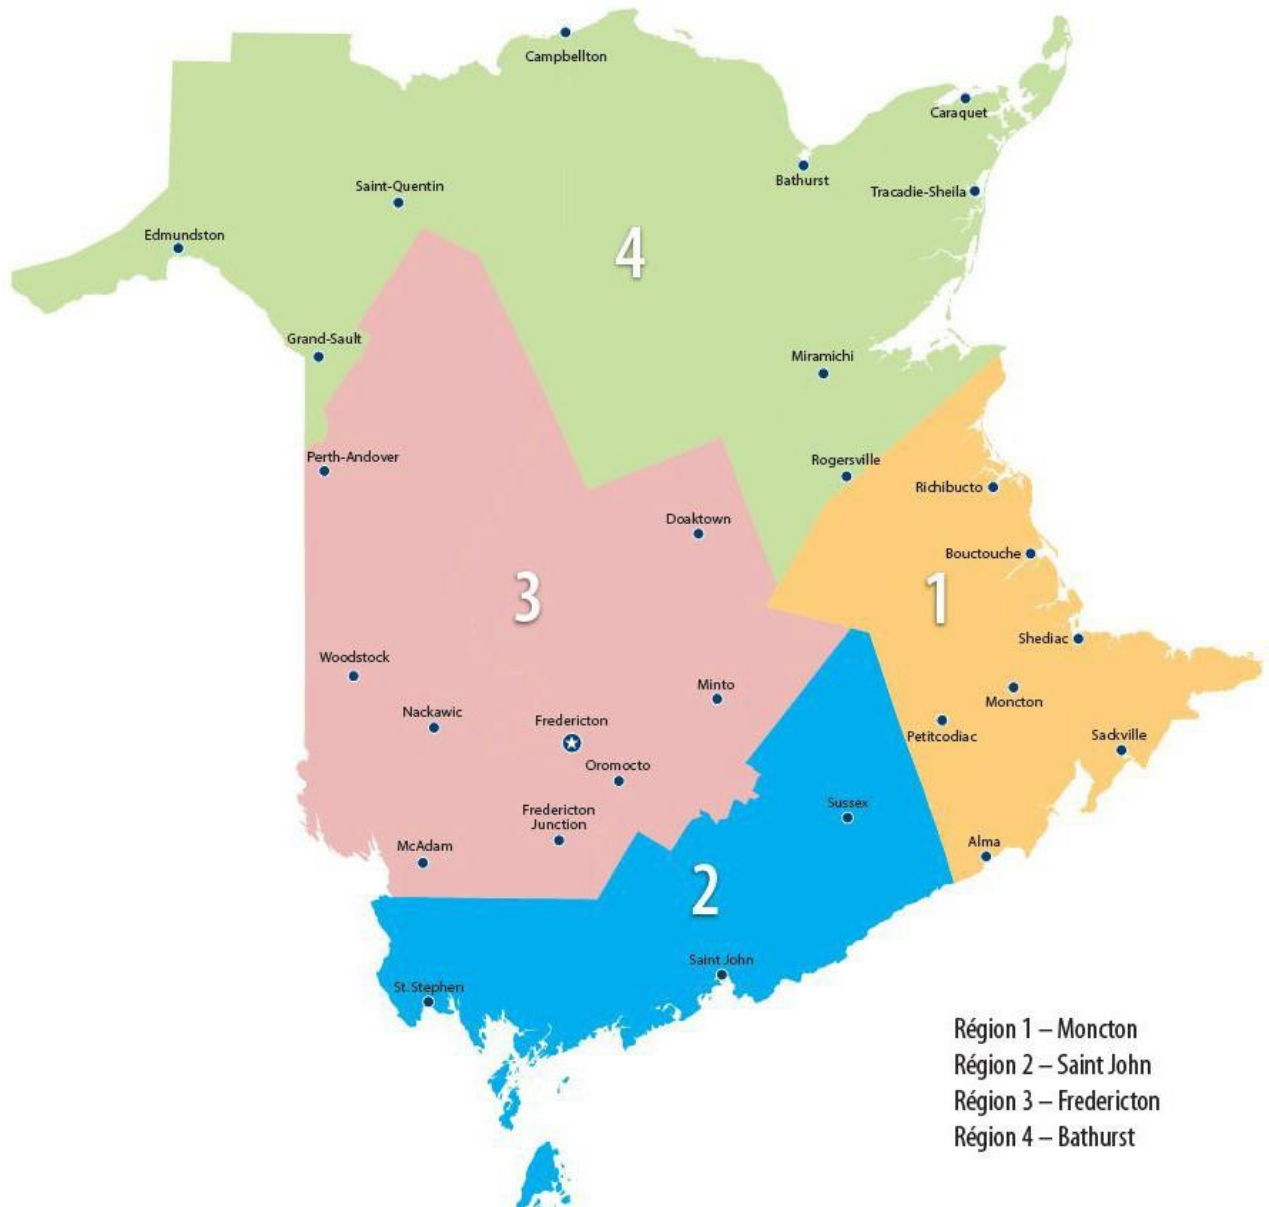 Campbellton
Caraquet
Bathurst
Saint-Quentin
Tracadie-Sheila
Edmundston
4
Grand-Sault
Miramichi
Perth-Andover
Rogersville
Richibucto
Doaktown
Bouctouche
3
1
Shediac
Woodstock
Minto
Moncton
Nackawic
Fredericton
Petitcodiac
Sackville
Oromocto
Sussex
Fredericton
Junction
McAdam
Alma
2
Saint John
St. Stephen
Région 1 – Moncton
Région 2 – Saint John
Région 3 – Fredericton
Région 4 – Bathurst